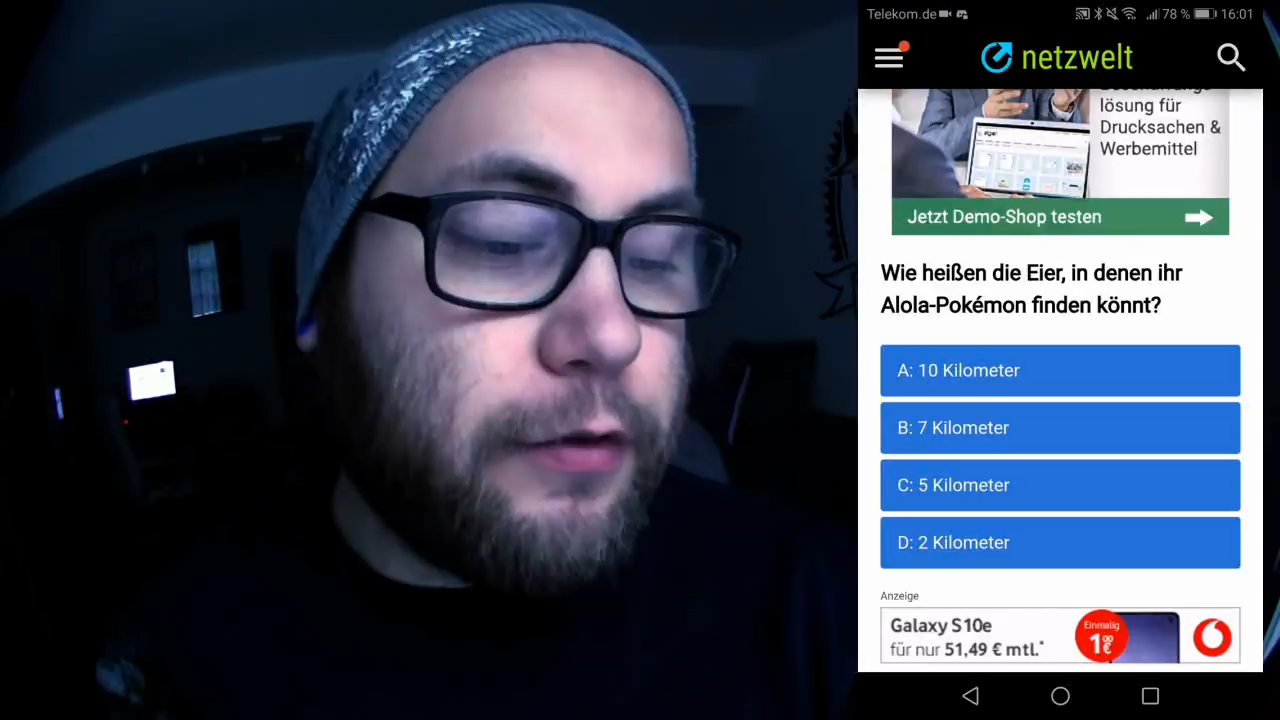 Telekom.de 78 % 16:01
netzwelt
lösung für
Drucksachen &
Werbemittel
Jetzt Demo-Shop testen
Wie heißen die Eier, in denen ihr
Alola-Pokémon finden könnt?
A: 10 Kilometer
B: 7 Kilometer
C: 5 Kilometer
D: 2 Kilometer
Anzeige
Galaxy S10e
für nur 51,49 € mtl.*
Einmalig
1⁰⁰
€